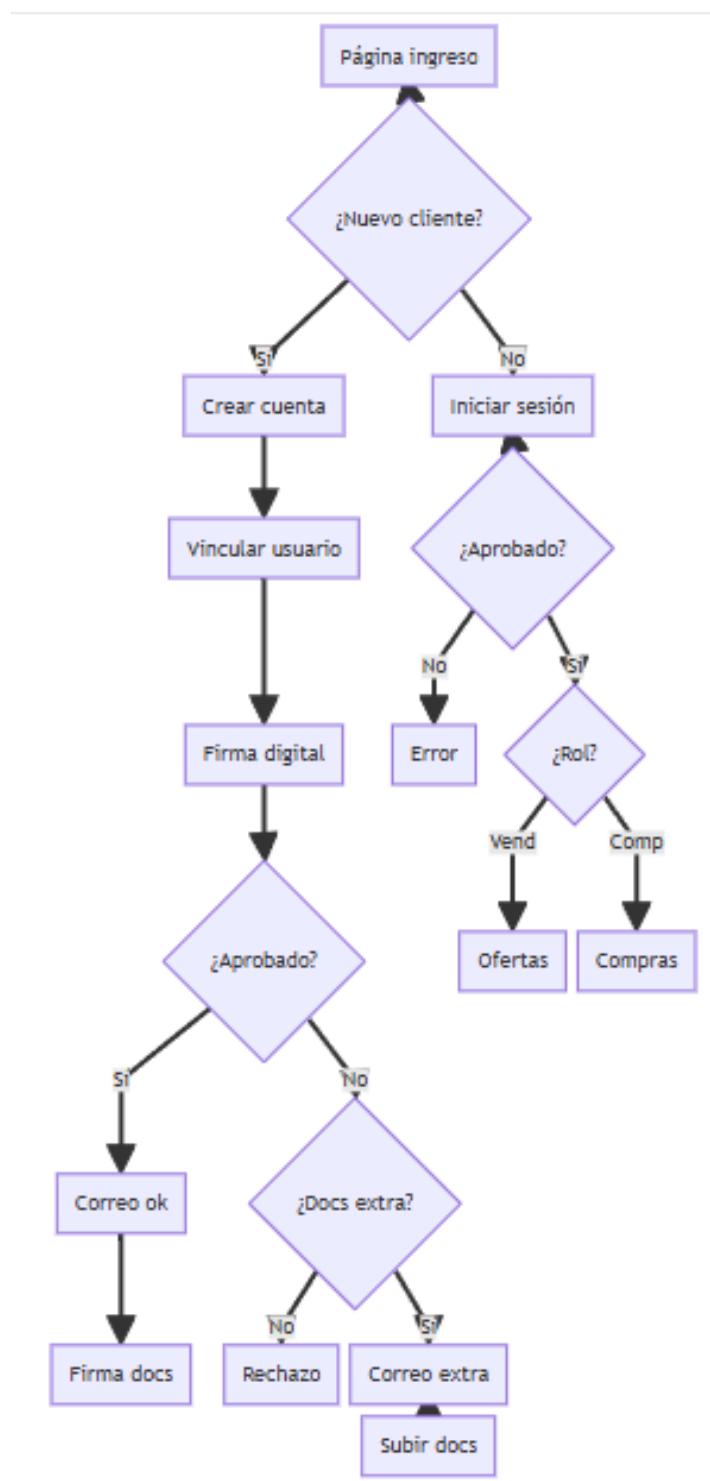 Página ingreso
¿Nuevo cliente?
Sí
No
Crear cuenta
Iniciar sesión
Vincular usuario
¿Aprobado?
No
Sí
Firma digital
Error
¿Rol?
Vend
Comp
¿Aprobado?
Ofertas
Compras
Sí
No
Correo ok
¿Docs extra?
No
Sí
Firma docs
Rechazo
Correo extra
Subir docs